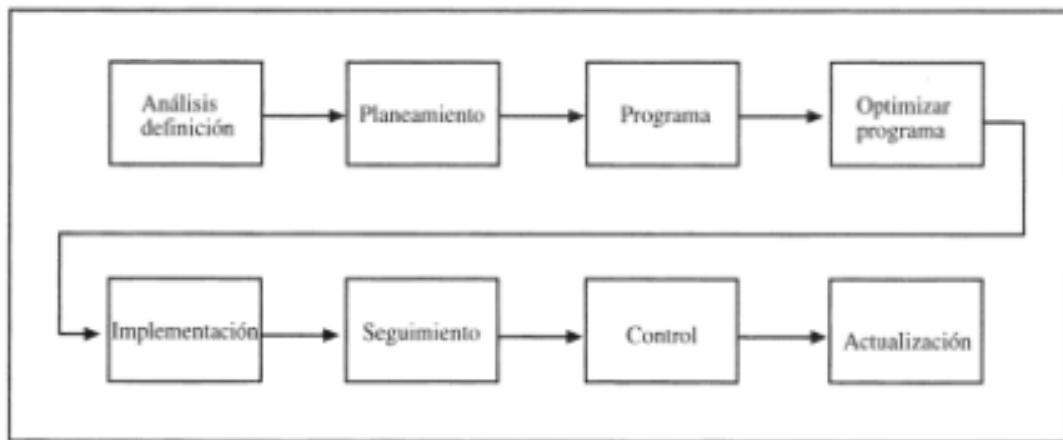 Análisis
definición
Planeamiento
Programa
Optimizar
programa
Implementación
Seguimiento
Control
Actualización